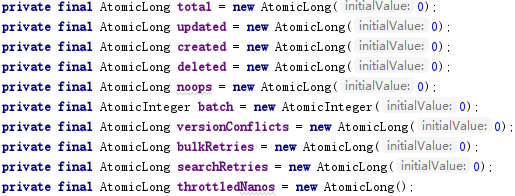 private final AtomicLong total = new AtomicLong( initialValue: 0);
private final AtomicLong updated = new AtomicLong( initialValue: 0);
private final AtomicLong created = new AtomicLong( initialValue: 0);
private final AtomicLong deleted = new AtomicLong( initialValue: 0);
private final AtomicLong noops = new AtomicLong( initialValue: 0);
private final AtomicInteger batch = new AtomicInteger( initialValue: 0);
private final AtomicLong versionConflicts = new AtomicLong( initialValue: 0);
private final AtomicLong bulkRetries = new AtomicLong( initialValue: 0);
private final AtomicLong searchRetries = new AtomicLong( initialValue: 0);
private final AtomicLong throttledNanos = new AtomicLong();